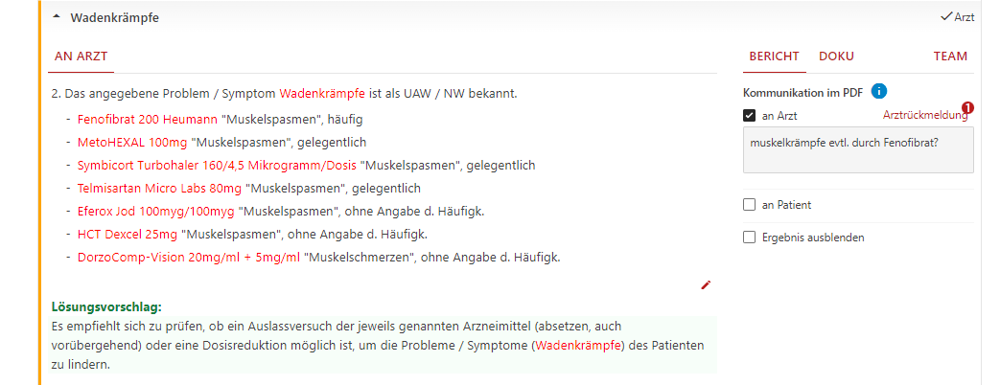 Wadenkrämpfe
Arzt
AN ARZT
BERICHT DOKU TEAM
2. Das angegebene Problem / Symptom Wadenkrämpfe ist als UAW / NW bekannt.
- Fenofibrat 200 Heumann "Muskelspasmen", häufig
- MetoHEXAL 100mg "Muskelspasmen", gelegentlich
- Symbicort Turbohaler 160/4,5 Mikrogramm/Dosis "Muskelspasmen", gelegentlich
- Telmisartan Micro Labs 80mg "Muskelspasmen", gelegentlich
- Eferox Jod 100myg/100myg "Muskelspasmen", ohne Angabe d. Häufigk.
- HCT Dexcel 25mg "Muskelspasmen", ohne Angabe d. Häufigk.
- DorzoComp-Vision 20mg/ml + 5mg/ml "Muskelschmerzen", ohne Angabe d. Häufigk.
Lösungsvorschlag:
Es empfiehlt sich zu prüfen, ob ein Auslassversuch der jeweils genannten Arzneimittel (absetzen, auch
vorübergehend) oder eine Dosisreduktion möglich ist, um die Probleme / Symptome (Wadenkrämpfe) des Patienten
zu lindern.
Kommunikation im PDF i
an Arzt
Arztrückmeldung 1
muskelkrämpfe evtl. durch Fenofibrat?
an Patient
Ergebnis ausblenden